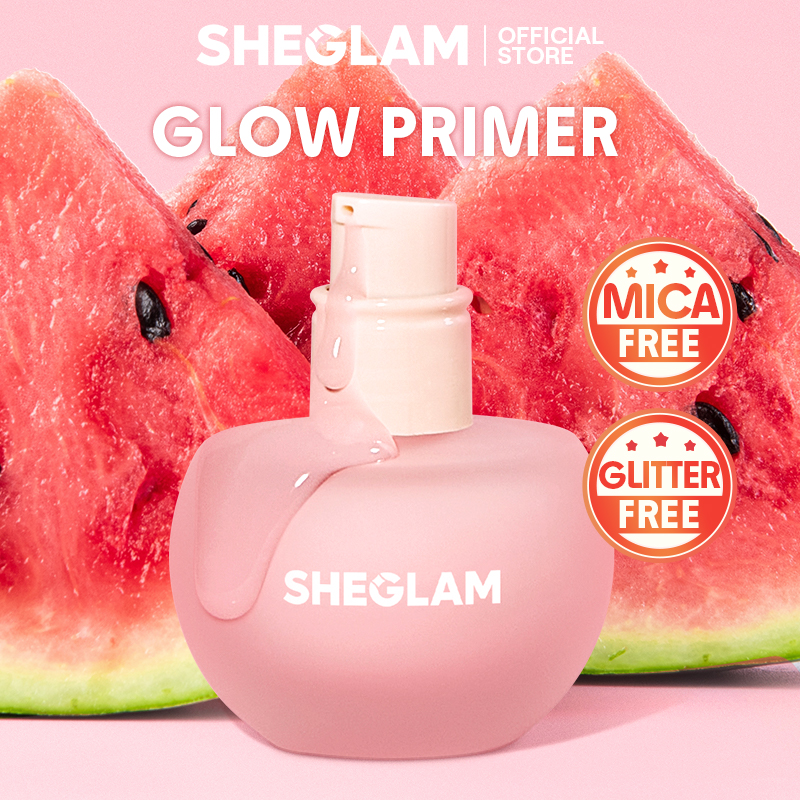 SHEGLAM
OFFICIAL
STORE
GLOW PRIMER
MICA
FREE
GLITTER
FREE
SHEGLAM